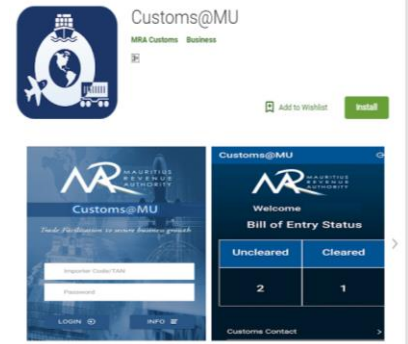 Customs@MU
MRA Customs Business
Add to Wishlist
Install
MAURITIUS
REVENUE
AUTHORITY
Customs@MU
Trade Facilitation to secure business growth
Importer Code/TAN
Password
LOGIN
INFO
Customs@MU
MAURITIUS
REVENUE
AUTHORITY
Welcome
Bill of Entry Status
Uncleared Cleared
2 1
Customs Contact >